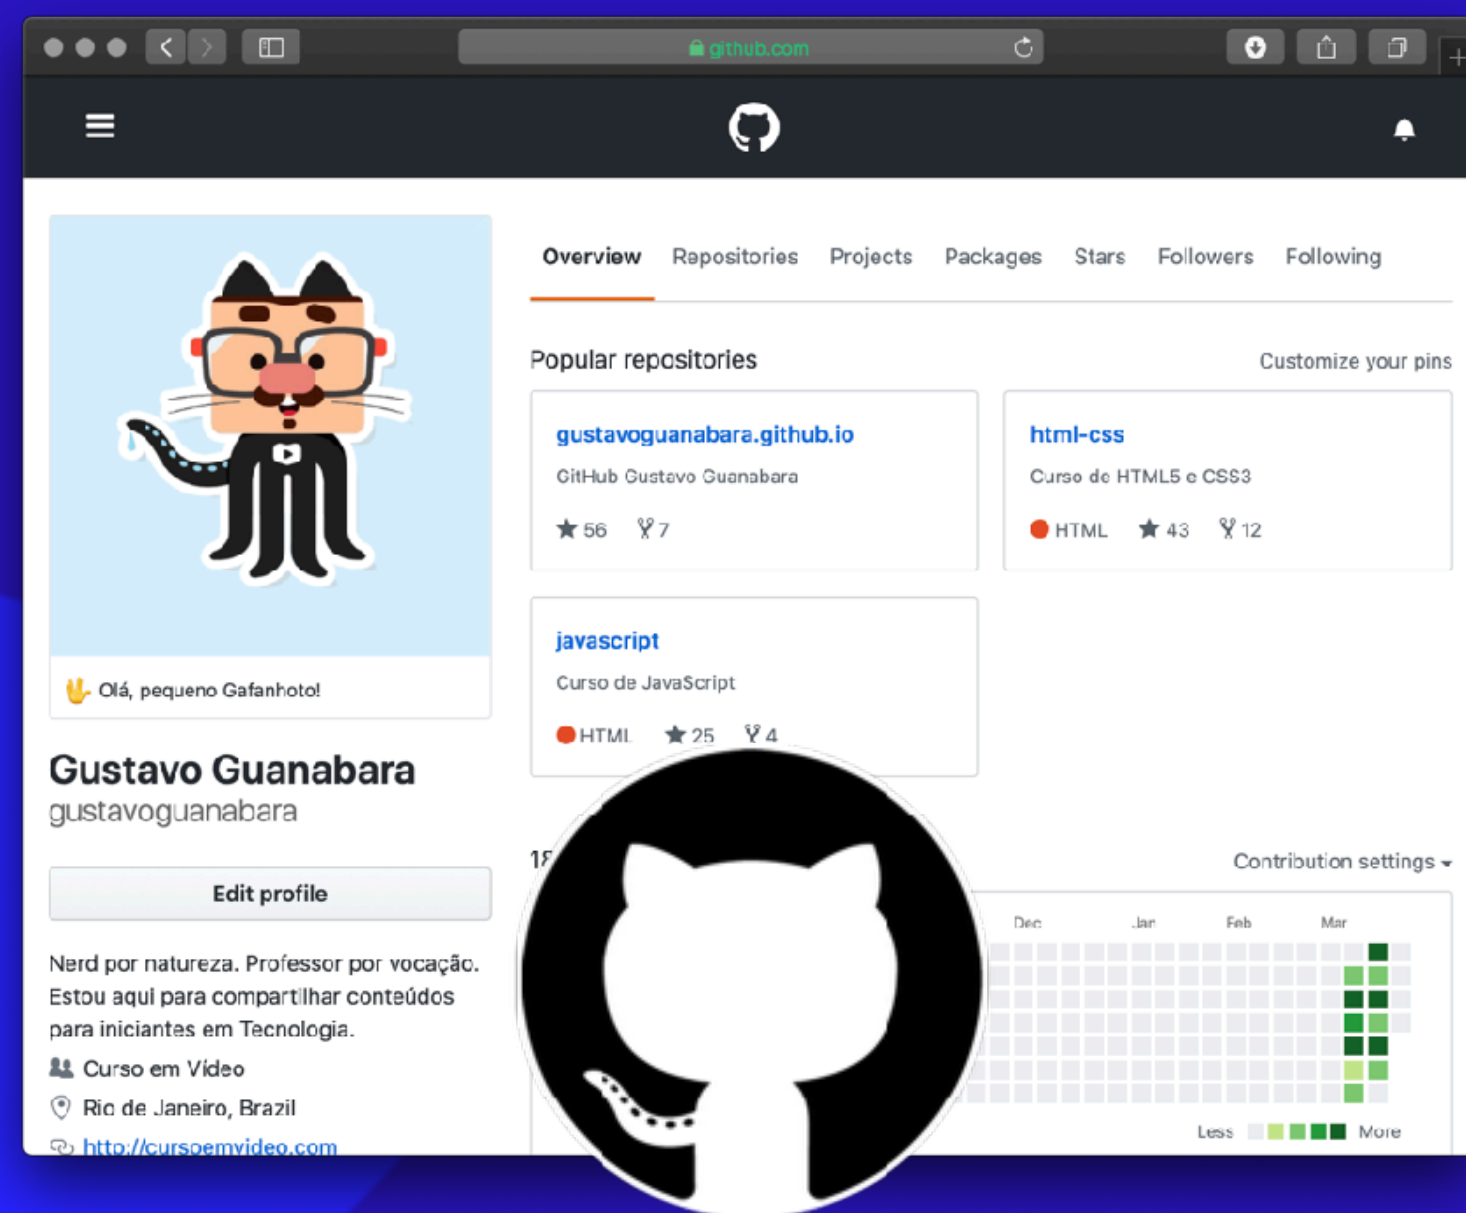 github.com
Overview Repositories Projects Packages Stars Followers Following
Popular repositories
Customize your pins
gustavoguanabara.github.io
GitHub Gustavo Guanabara
56 7
html-css
Curso de HTML5 e CSS3
HTML 43 12
javascript
Curso de JavaScript
HTML 25 4
Olá, pequeno Gafanhoto!
Gustavo Guanabara
gustavoguanabara
Edit profile
Nerd por natureza. Professor por vocação.
Estou aqui para compartilhar conteúdos
para iniciantes em Tecnologia.
Curso em Vídeo
Rio de Janeiro, Brazil
http://cursoemvideo.com
Contribution settings
Dec Jan Feb Mar
Less More